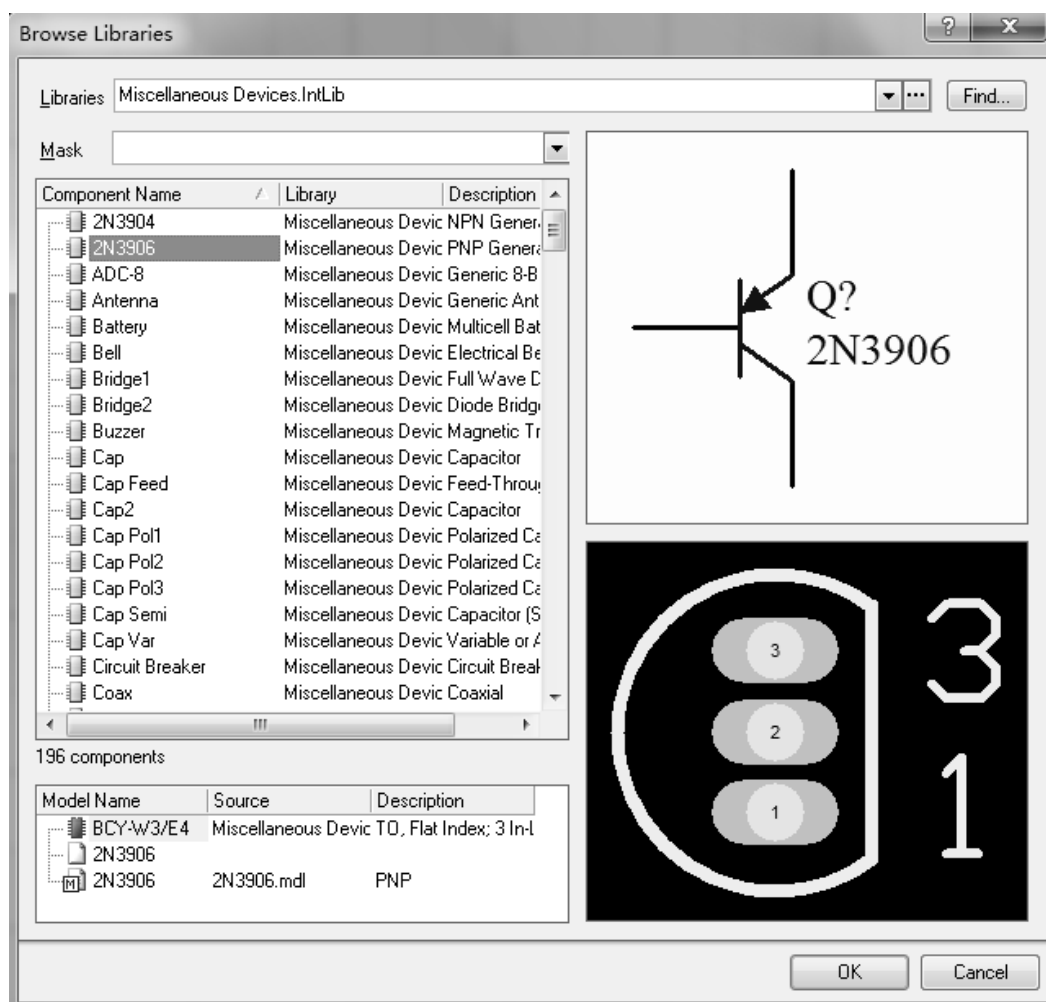 Browse Libraries
?
X
Libraries Miscellaneous Devices.IntLib ... Find...
Mask
Component Name Library Description
2N3904 Miscellaneous Devic NPN Gener
2N3906 Miscellaneous Devic PNP Genera
ADC-8 Miscellaneous Devic Generic 8-B
Antenna Miscellaneous Devic Generic Ant
Battery Miscellaneous Devic Multicell Bat
Bell Miscellaneous Devic Electrical Be
Bridge1 Miscellaneous Devic Full Wave D
Bridge2 Miscellaneous Devic Diode Bridg
Buzzer Miscellaneous Devic Magnetic Tr
Cap Miscellaneous Devic Capacitor
Cap Feed Miscellaneous Devic Feed-Throu
Cap2 Miscellaneous Devic Capacitor
Cap Pol1 Miscellaneous Devic Polarized Ca
Cap Pol2 Miscellaneous Devic Polarized Ca
Cap Pol3 Miscellaneous Devic Polarized Ca
Cap Semi Miscellaneous Devic Capacitor (S
Cap Var Miscellaneous Devic Variable or A
Circuit Breaker Miscellaneous Devic Circuit Break
Coax Miscellaneous Devic Coaxial
196 components
Model Name Source Description
BCY-W3/E4 Miscellaneous Devic TO, Flat Index; 3 In-L
2N3906
M 2N3906 2N3906.mdl PNP
Q?
2N3906
3
2
1
3
1
OK Cancel